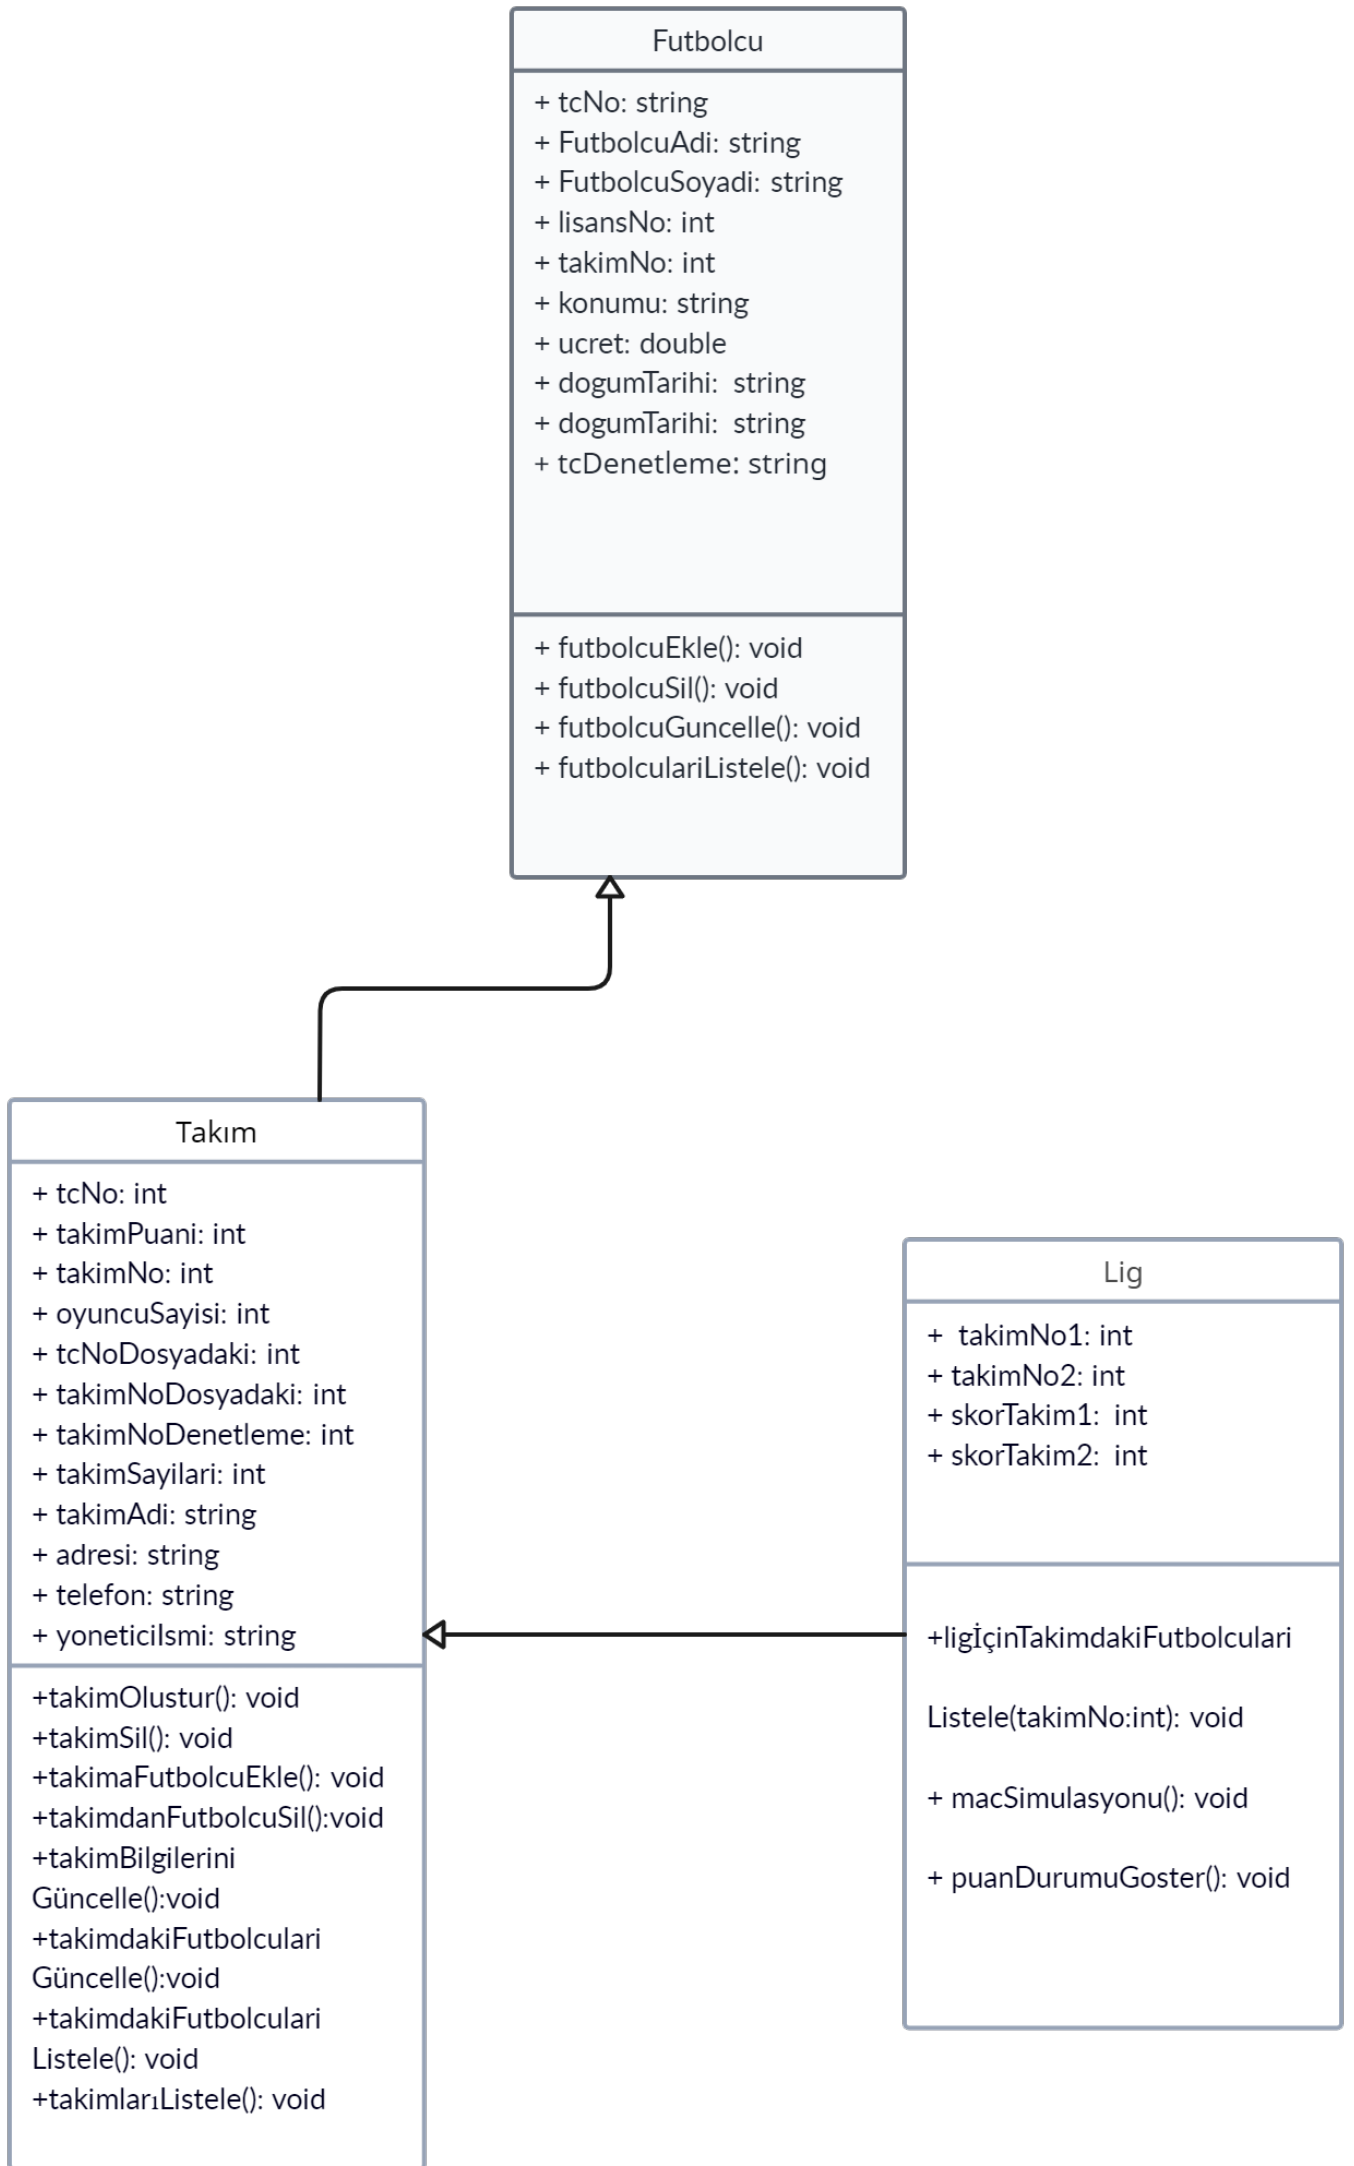 Futbolcu
+ tcNo: string
+ FutbolcuAdi: string
+ FutbolcuSoyadi: string
+ lisansNo: int
+ takimNo: int
+ konumu: string
+ ucret: double
+ dogumTarihi:  string
+ dogumTarihi:  string
+ tcDenetleme: string
+ futbolcuEkle(): void
+ futbolcuSil(): void
+ futbolcuGuncelle(): void
+ futbolculariListele(): void
Takım
+ tcNo: int
+ takimPuani: int
+ takimNo: int
+ oyuncuSayisi: int
+ tcNoDosyadaki: int
+ takimNoDosyadaki: int
+ takimNoDenetleme: int
+ takimSayilari: int
+ takimAdi: string
+ adresi: string
+ telefon: string
+ yoneticiIsmi: string
+takimOlustur(): void
+takimSil(): void
+takimaFutbolcuEkle(): void
+takimdanFutbolcuSil():void
+takimBilgilerini
Güncelle():void
+takimdakiFutbolculari
Güncelle():void
+takimdakiFutbolculari
Listele(): void
+takimlarıListele(): void
Lig
+  takimNo1: int
+ takimNo2: int
+ skorTakim1:  int
+ skorTakim2:  int
+ligİçinTakimdakiFutbolculari
Listele(takimNo:int): void
+ macSimulasyonu(): void
+ puanDurumuGoster(): void